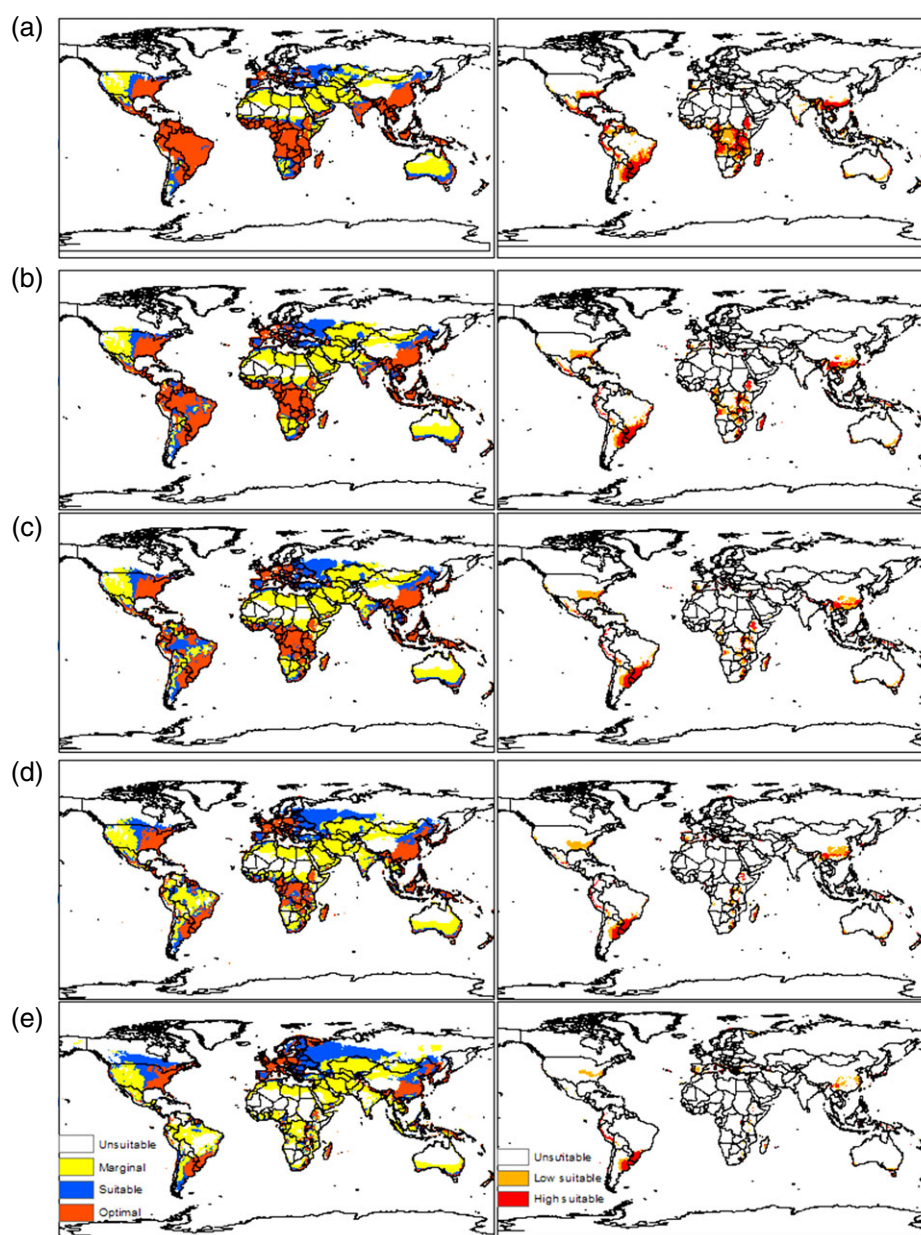 (a)
(b)
(c)
(d)
(e)
Unsuitable
Marginal
Suitable
Optimal
Unsuitable
Low suitable
High suitable